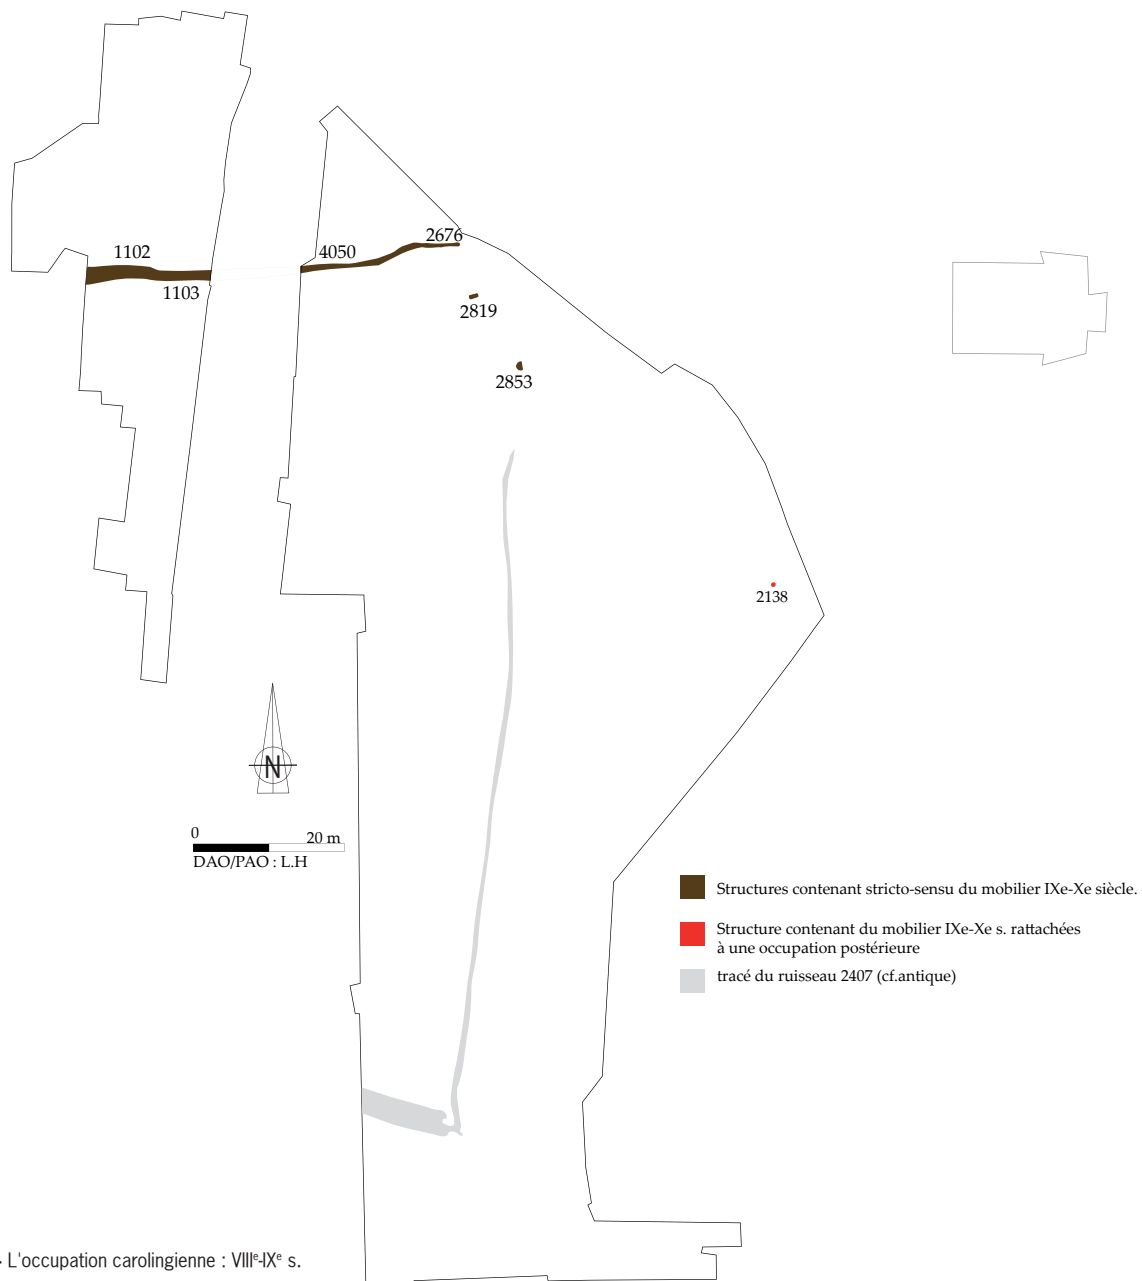 2676
1102
4050
1103
2819
2853
2138
N
0 20 m
DAO/PAO : L.H
Structures contenant stricto-sensu du mobilier IXe-Xe siècle.
Structure contenant du mobilier IXe-Xe s. rattachées
à une occupation postérieure
tracé du ruisseau 2407 (cf.antique)
L'occupation carolingienne : VIIIᵉ-IXᵉ s.